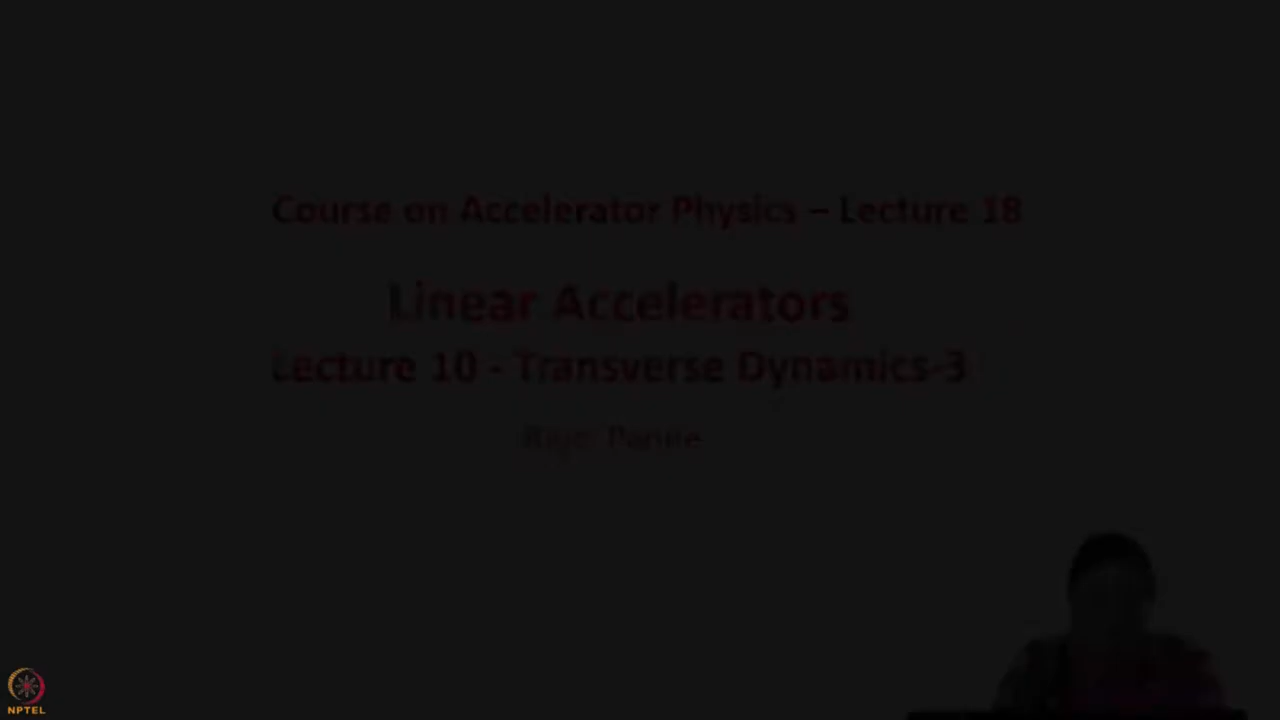 Course on Accelerator Physics – Lecture 18
Linear Accelerators
Lecture 10 - Transverse Dynamics-3
NPTEL